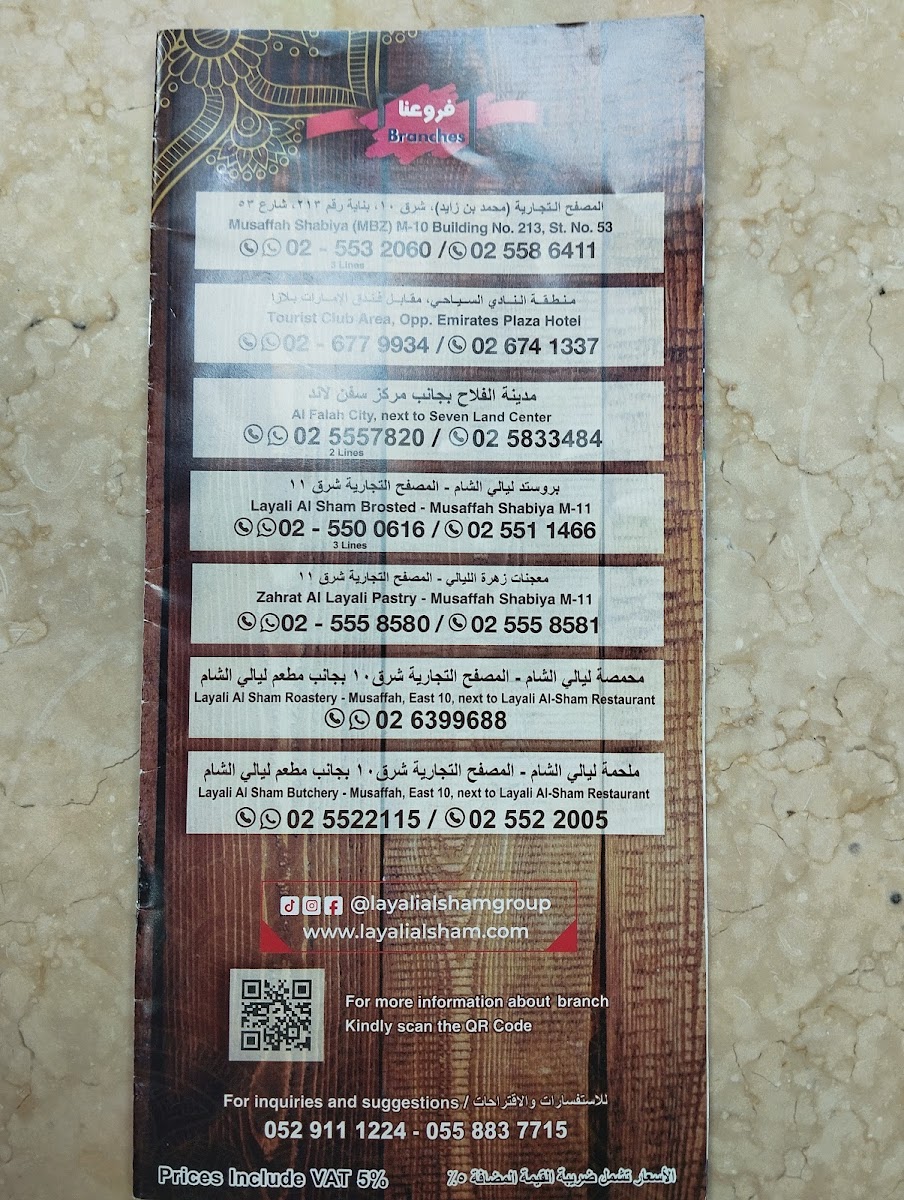 فروعنا
Branches
المصفح التجارية (محمد بن زايد)، شرق ١٠، بناية رقم ٢١٣، شارع ٥٣
Musaffah Shabiya (MBZ) M-10 Building No. 213, St. No. 53
02 - 553 2060 / 02 558 6411
3 Lines
منطقة النادي السياحي، مقابل فندق الإمارات بلازا
Tourist Club Area, Opp. Emirates Plaza Hotel
02 - 677 9934 / 02 674 1337
مدينة الفلاح بجانب مركز سفن لاند
Al Falah City, next to Seven Land Center
02 5557820 / 02 5833484
2 Lines
بروستد ليالي الشام - المصفح التجارية شرق ١١
Layali Al Sham Brosted - Musaffah Shabiya M-11
02 - 550 0616 / 02 551 1466
3 Lines
معجنات زهرة الليالي - المصفح التجارية شرق ١١
Zahrat Al Layali Pastry - Musaffah Shabiya M-11
02 - 555 8580 / 02 555 8581
محمصة ليالي الشام - المصفح التجارية شرق١٠ بجانب مطعم ليالي الشام
Layali Al Sham Roastery - Musaffah, East 10, next to Layali Al-Sham Restaurant
02 6399688
ملحمة ليالي الشام - المصفح التجارية شرق١٠ بجانب مطعم ليالي الشام
Layali Al Sham Butchery - Musaffah, East 10, next to Layali Al-Sham Restaurant
02 5522115 / 02 552 2005
@layalialshamgroup
www.layalialsham.com
For more information about branch
Kindly scan the QR Code
For inquiries and suggestions / للاستفسارات والاقتراحات
052 911 1224 - 055 883 7715
Prices Include VAT 5% الأسعار تشمل ضريبة القيمة المضافة ٥٪